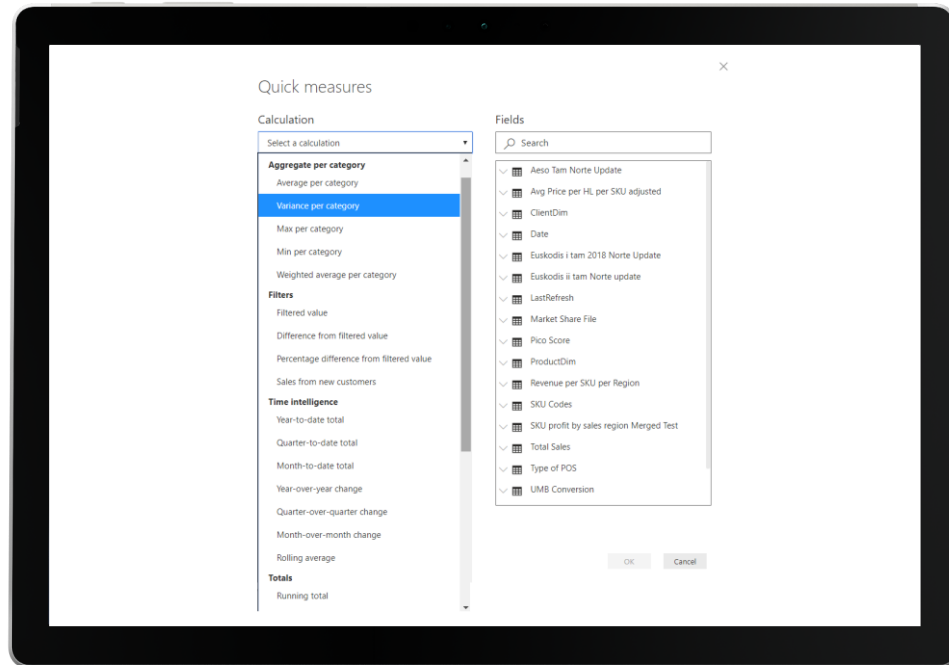 Quick measures
Calculation
Select a calculation
Aggregate per category
Average per category
Variance per category
Max per category
Min per category
Weighted average per category
Filters
Filtered value
Difference from filtered value
Percentage difference from filtered value
Sales from new customers
Time intelligence
Year-to-date total
Quarter-to-date total
Month-to-date total
Year-over-year change
Quarter-over-quarter change
Month-over-month change
Rolling average
Totals
Running total
Fields
Search
Aeso Tam Norte Update
Avg Price per HL per SKU adjusted
ClientDim
Date
Euskodis i tam 2018 Norte Update
Euskodis ii tam Norte update
LastRefresh
Market Share File
Pico Score
ProductDim
Revenue per SKU per Region
SKU Codes
SKU profit by sales region Merged Test
Total Sales
Type of POS
UMB Conversion
OK
Cancel